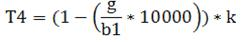 T4 = (1 − (g/b1 * 10000)) * k